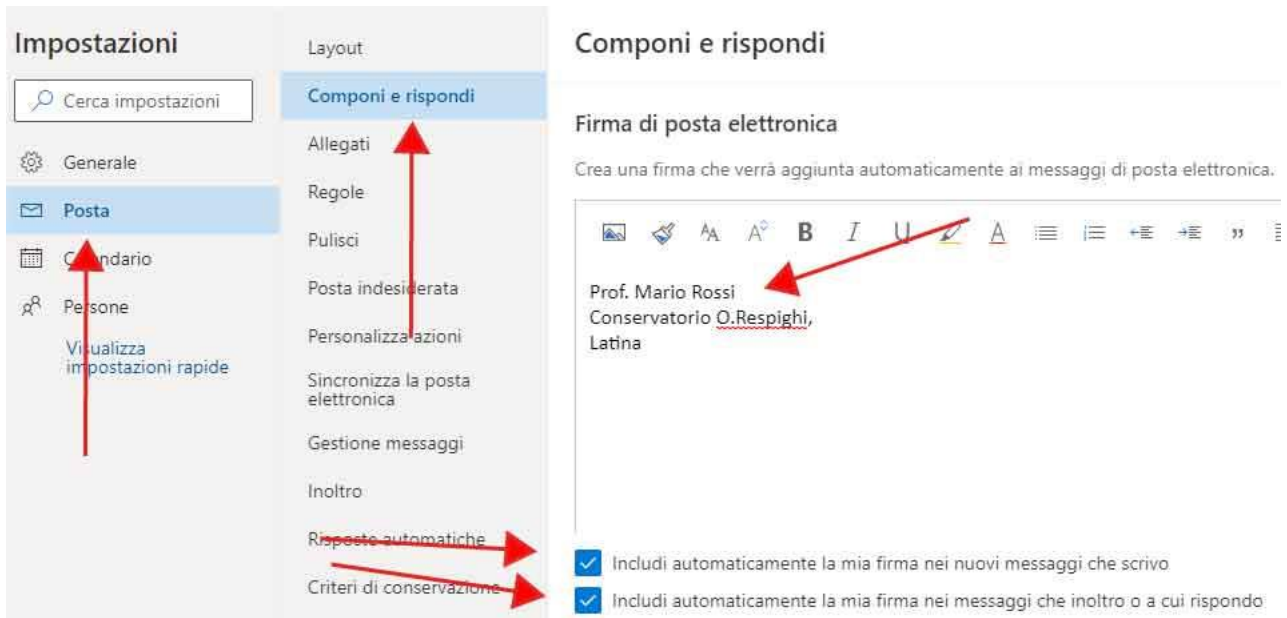 Impostazioni
Cerca impostazioni
Generale
Posta
Calendario
Persone
Visualizza
impostazioni rapide
Layout
Componi e rispondi
Allegati
Regole
Pulisci
Posta indesiderata
Personalizza azioni
Sincronizza la posta
elettronica
Gestione messaggi
Inoltro
Risposte automatiche
Criteri di conservazione
Componi e rispondi
Firma di posta elettronica
Crea una firma che verrà aggiunta automaticamente ai messaggi di posta elettronica.
B I U A
Prof. Mario Rossi
Conservatorio O.Respighi,
Latina
Includi automaticamente la mia firma nei nuovi messaggi che scrivo
Includi automaticamente la mia firma nei messaggi che inoltro o a cui rispondo